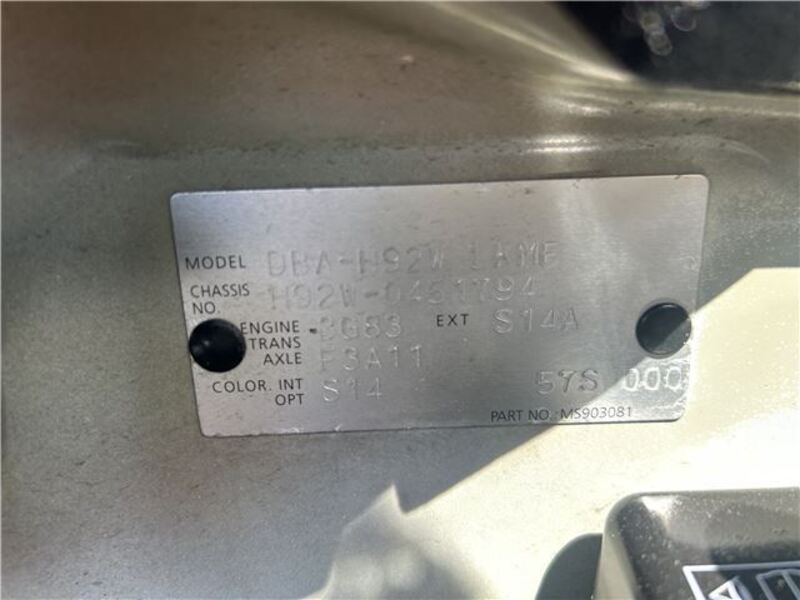 MODEL DBA-H92W LKMF
CHASSIS NO. H92W-0451794
ENGINE 3G83 EXT S14A
TRANS AXLE F3A11
COLOR. INT S14 57S 000
OPT
PART NO. MS903081